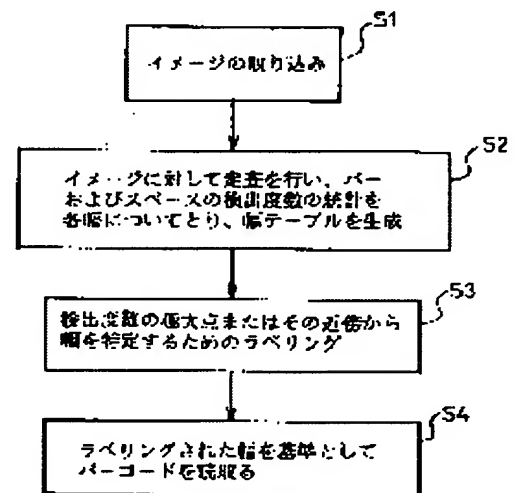 S1
イメージの取り込み
S2
イメージに対して走査を行い、バー
およびスペースの検出度数の統計を
各幅についてとり、幅テーブルを生成
S3
検出度数の極大点またはその近傍から
幅を特定するためのラベリング
S4
ラベリングされた幅を基準として
バーコードを読取る